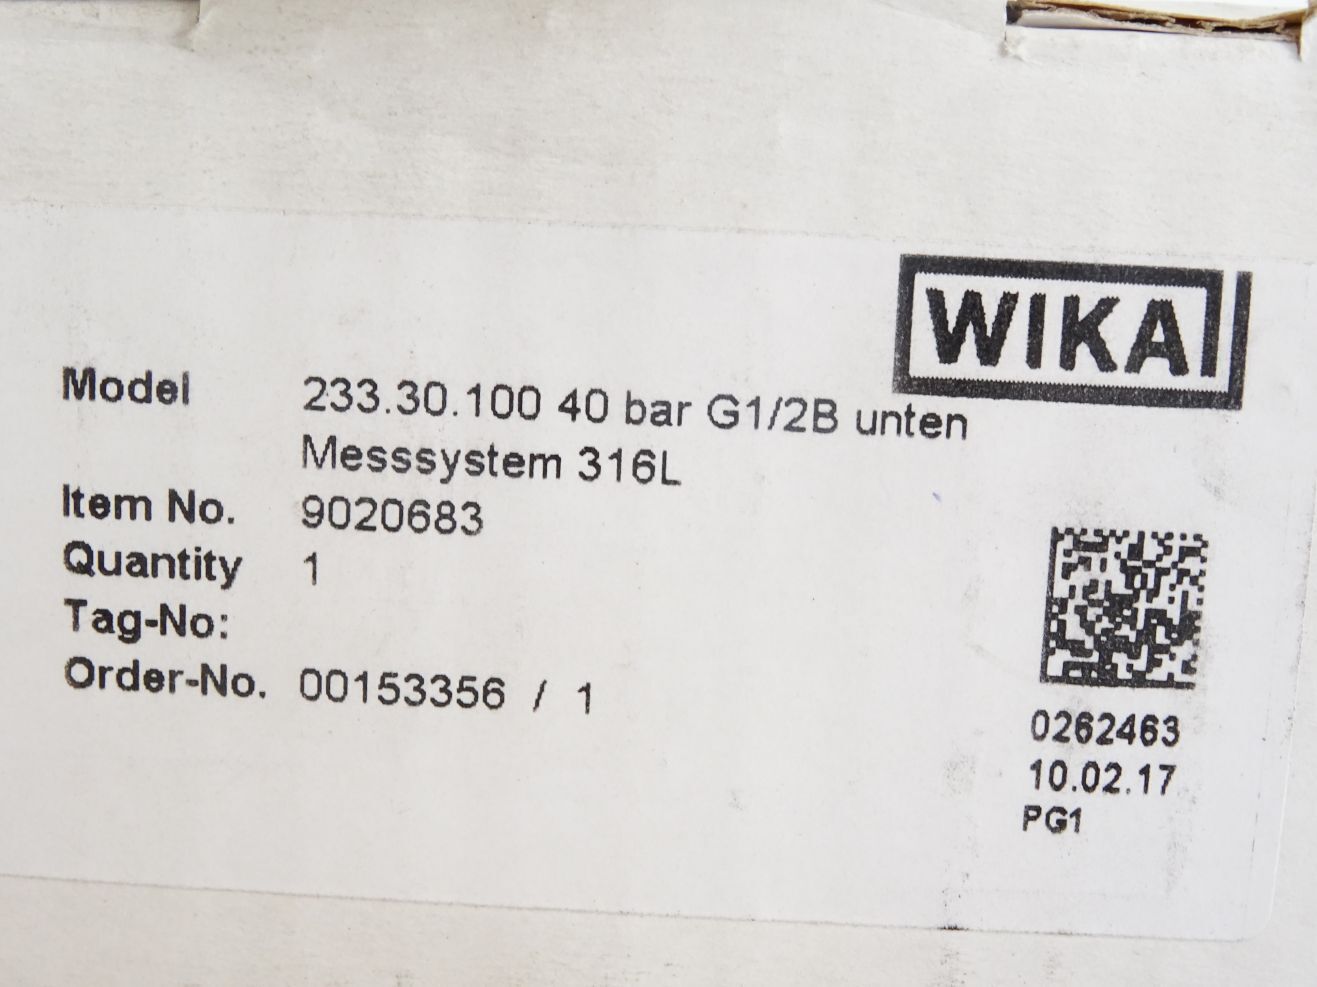 WIKA
Model 233.30.100 40 bar G1/2B unten
Messsystem 316L
Item No. 9020683
Quantity 1
Tag-No:
Order-No. 00153356 / 1
0262463
10.02.17
PG1